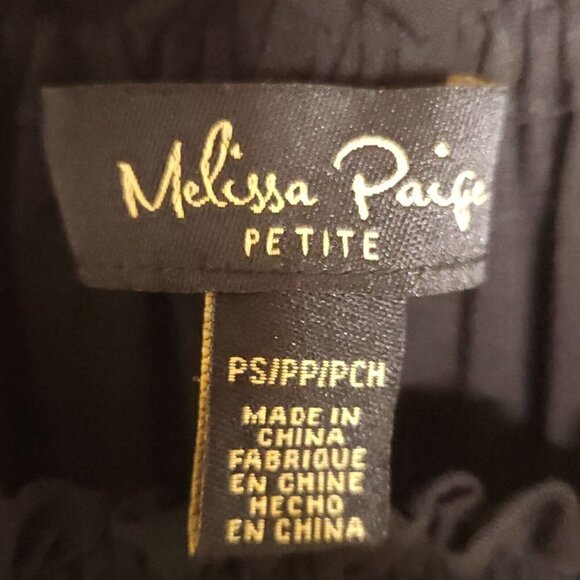 Melissa Paige
PETITE
PS/PP/PCH
MADE IN
CHINA
FABRIQUE
EN CHINE
HECHO
EN CHINA